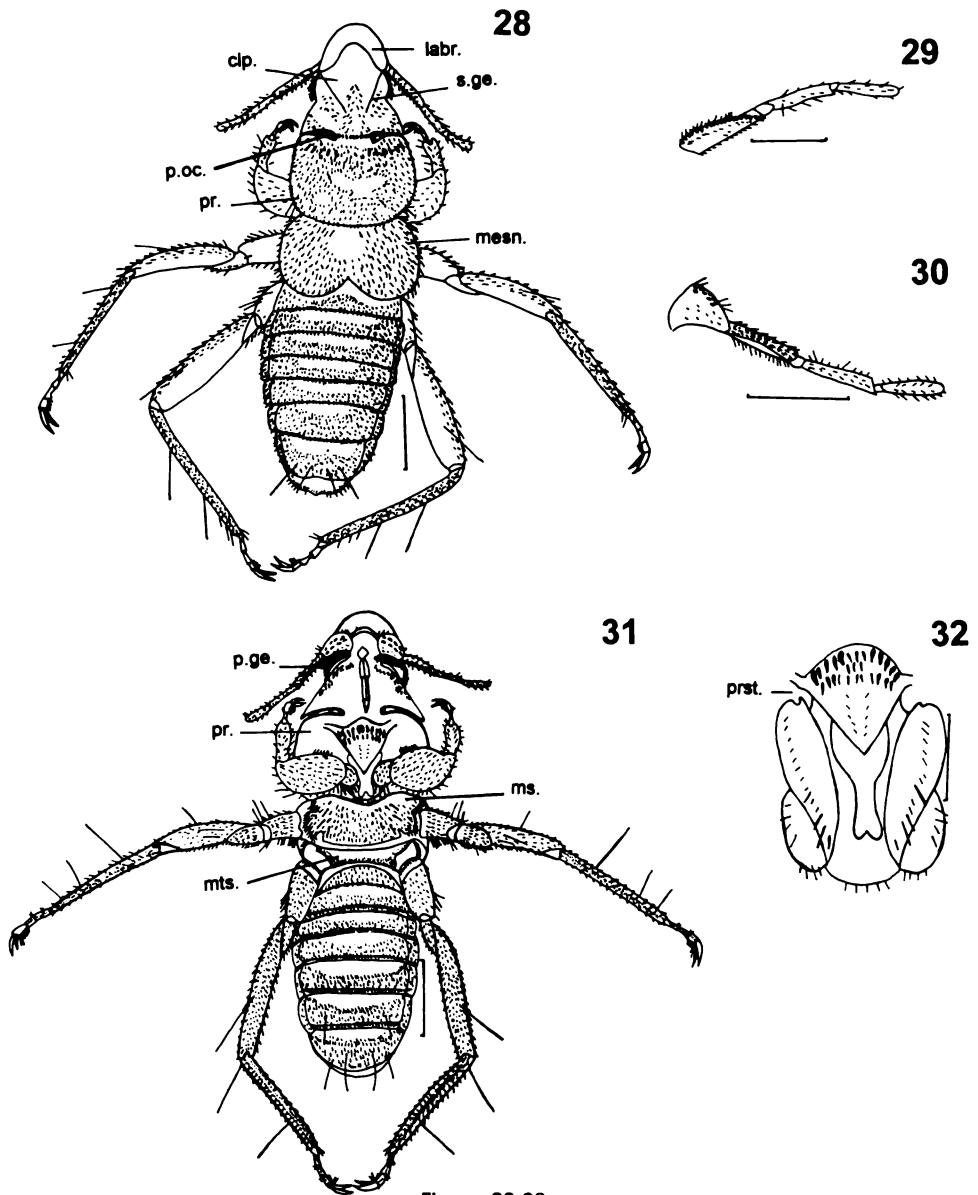 28
labr.
clp.
s.ge.
29
p.oc.
pr.
mesn.
30
31
32
p.ge.
prst.
pr.
ms.
mts.